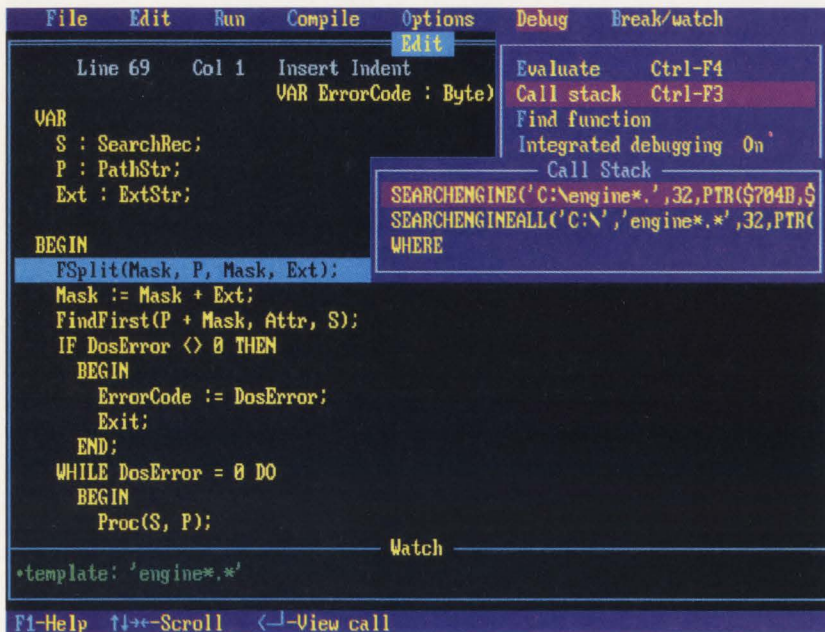 File Edit Run Compile Options Debug Break/watch
Edit
Line 69 Col 1 Insert Indent
VAR ErrorCode : Byte)
VAR
S : SearchRec;
P : PathStr;
Ext : ExtStr;
BEGIN
FSplit(Mask, P, Mask, Ext);
Mask := Mask + Ext;
FindFirst(P + Mask, Attr, S);
IF DosError <> 0 THEN
BEGIN
ErrorCode := DosError;
Exit;
END;
WHILE DosError = 0 DO
BEGIN
Proc(S, P);
Evaluate Ctrl-F4
Call stack Ctrl-F3
Find function
Integrated debugging On
Call Stack
SEARCHENGINE('C:\engine*.',32,PTR($704B,$
SEARCHENGINEALL('C:\','engine*.*',32,PTR(
WHERE
Watch
•template: 'engine*.*'
F1-Help ↑↓→←-Scroll <─┘-View call